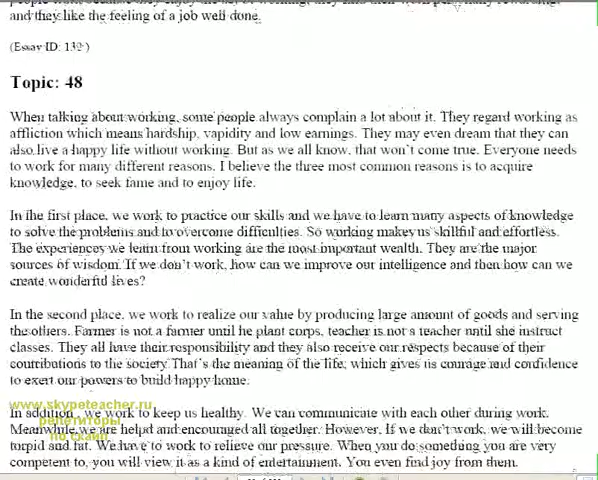 and they like the feeling of a job well done.
(Essay ID: 132)
Topic: 48
When talking about working, some people always complain a lot about it. They regard working as
affliction which means hardship, vapidity and low earnings. They may even dream that they can
also live a happy life without working. But as we all know, that won't come true. Everyone needs
to work for many different reasons. I believe the three most common reasons is to acquire
knowledge, to seek fame and to enjoy life.
In the first place, we work to practice our skills and we have to learn many aspects of knowledge
to solve the problems and to overcome difficulties. So working makes us skillful and effortless.
The experiences we learn from working are the most important wealth. They are the major
sources of wisdom. If we don't work, how can we improve our intelligence and then how can we
create wonderful lives?
In the second place, we work to realize our value by producing large amount of goods and serving
the others. Farmer is not a farmer until he plant corps, teacher is not a teacher until she instruct
classes. They all have their responsibility and they also receive our respects because of their
contributions to the society. That's the meaning of the life, which gives us courage and confidence
to exert our powers to build happy home.
www.skypeteacher.ru
In addition, we work to keep us healthy. We can communicate with each other during work.
репетиторы
Meanwhile, we are helpd and encouraged all together. However, If we don't work, we will become
по скайп
torpid and fat. We have to work to relieve our pressure. When you do something you are very
competent to, you will view it as a kind of entertainment. You even find joy from them.